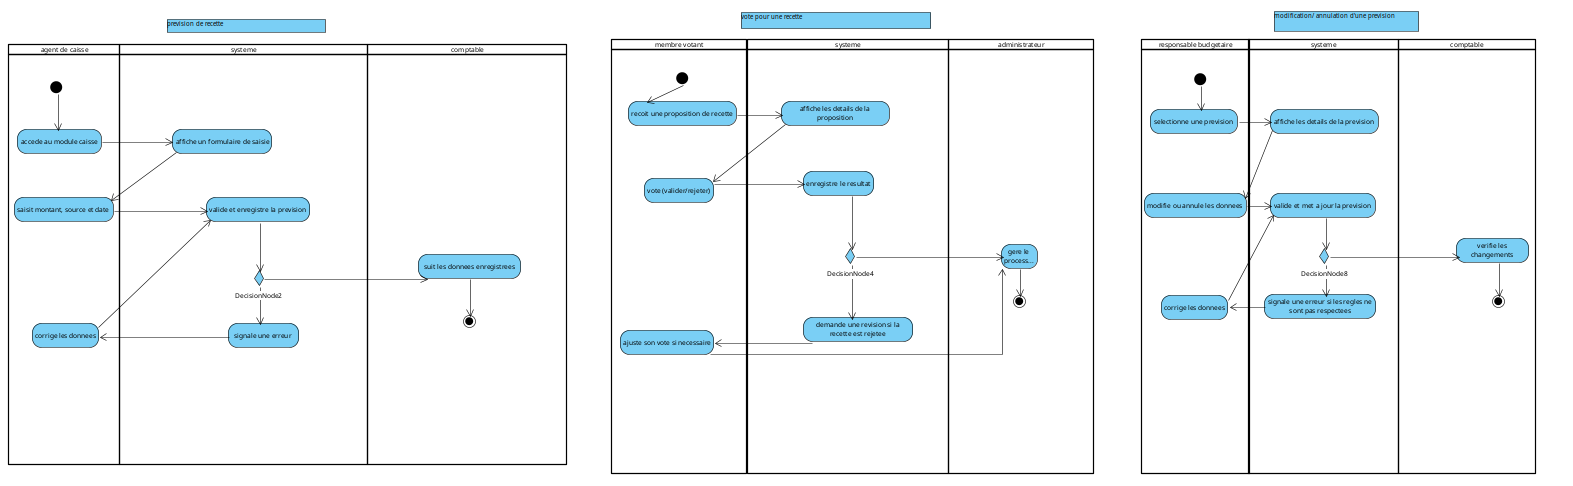 prevision de recette
agent de caisse
systeme
comptable
accede au module caisse
affiche un formulaire de saisie
saisit montant, source et date
valide et enregistre la prevision
suit les donnees enregistrees
DecisionNode2
corrige les donnees
signale une erreur
vote pour une recette
membre votant
systeme
administrateur
recoit une proposition de recette
affiche les details de la
proposition
vote (valider/rejeter)
enregistre le resultat
gere le
process...
DecisionNode4
demande une revision si la
recette est rejetee
ajuste son vote si necessaire
modification/ annulation d'une prevision
responsable budgetaire
systeme
comptable
selectionne une prevision
affiche les details de la prevision
modifie ou annule les donnees
valide et met a jour la prevision
verifie les
changements
DecisionNode8
corrige les donnees
signale une erreur si les regles ne
sont pas respectees